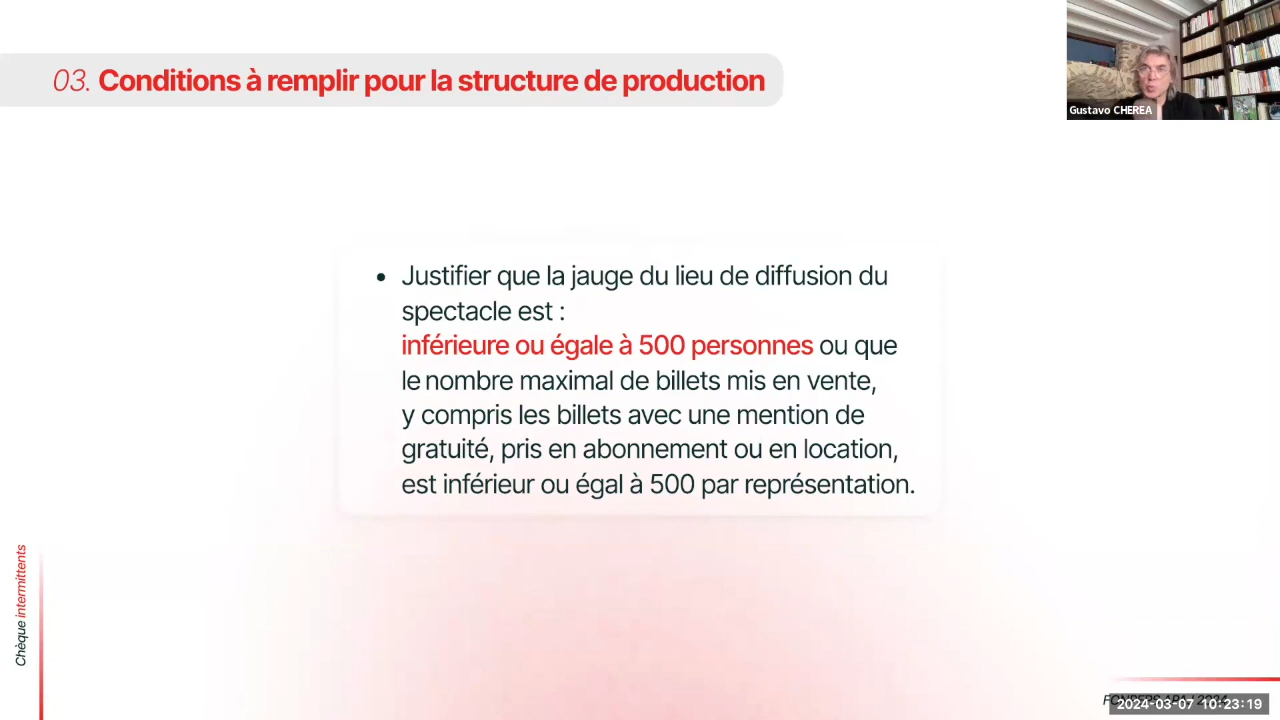 03. Conditions à remplir pour la structure de production
Gustavo CHEREA
• Justifier que la jauge du lieu de diffusion du
spectacle est :
inférieure ou égale à 500 personnes ou que
le nombre maximal de billets mis en vente,
y compris les billets avec une mention de
gratuité, pris en abonnement ou en location,
est inférieur ou égal à 500 par représentation.
Chèque intermittents
2024-03-07 10:23:19